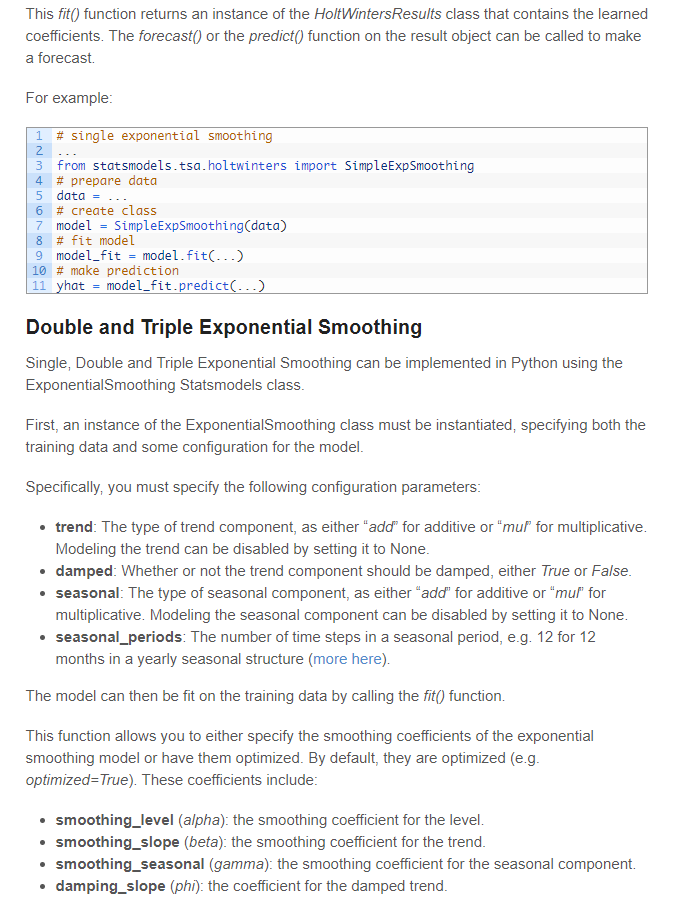 This fit() function returns an instance of the HoltWintersResults class that contains the learned
coefficients. The forecast() or the predict() function on the result object can be called to make
a forecast.
For example:
1 # single exponential smoothing
2 ...
3 from statsmodels.tsa.holtwinters import SimpleExpSmoothing
4 # prepare data
5 data = ...
6 # create class
7 model = SimpleExpSmoothing(data)
8 # fit model
9 model_fit = model.fit(...)
10 # make prediction
11 yhat = model_fit.predict(...)
Double and Triple Exponential Smoothing
Single, Double and Triple Exponential Smoothing can be implemented in Python using the
ExponentialSmoothing Statsmodels class.
First, an instance of the ExponentialSmoothing class must be instantiated, specifying both the
training data and some configuration for the model.
Specifically, you must specify the following configuration parameters:
• trend: The type of trend component, as either “add” for additive or “mul” for multiplicative.
Modeling the trend can be disabled by setting it to None.
• damped: Whether or not the trend component should be damped, either True or False.
• seasonal: The type of seasonal component, as either “add” for additive or “mul” for
multiplicative. Modeling the seasonal component can be disabled by setting it to None.
• seasonal_periods: The number of time steps in a seasonal period, e.g. 12 for 12
months in a yearly seasonal structure (more here).
The model can then be fit on the training data by calling the fit() function.
This function allows you to either specify the smoothing coefficients of the exponential
smoothing model or have them optimized. By default, they are optimized (e.g.
optimized=True). These coefficients include:
• smoothing_level (alpha): the smoothing coefficient for the level.
• smoothing_slope (beta): the smoothing coefficient for the trend.
• smoothing_seasonal (gamma): the smoothing coefficient for the seasonal component.
• damping_slope (phi): the coefficient for the damped trend.